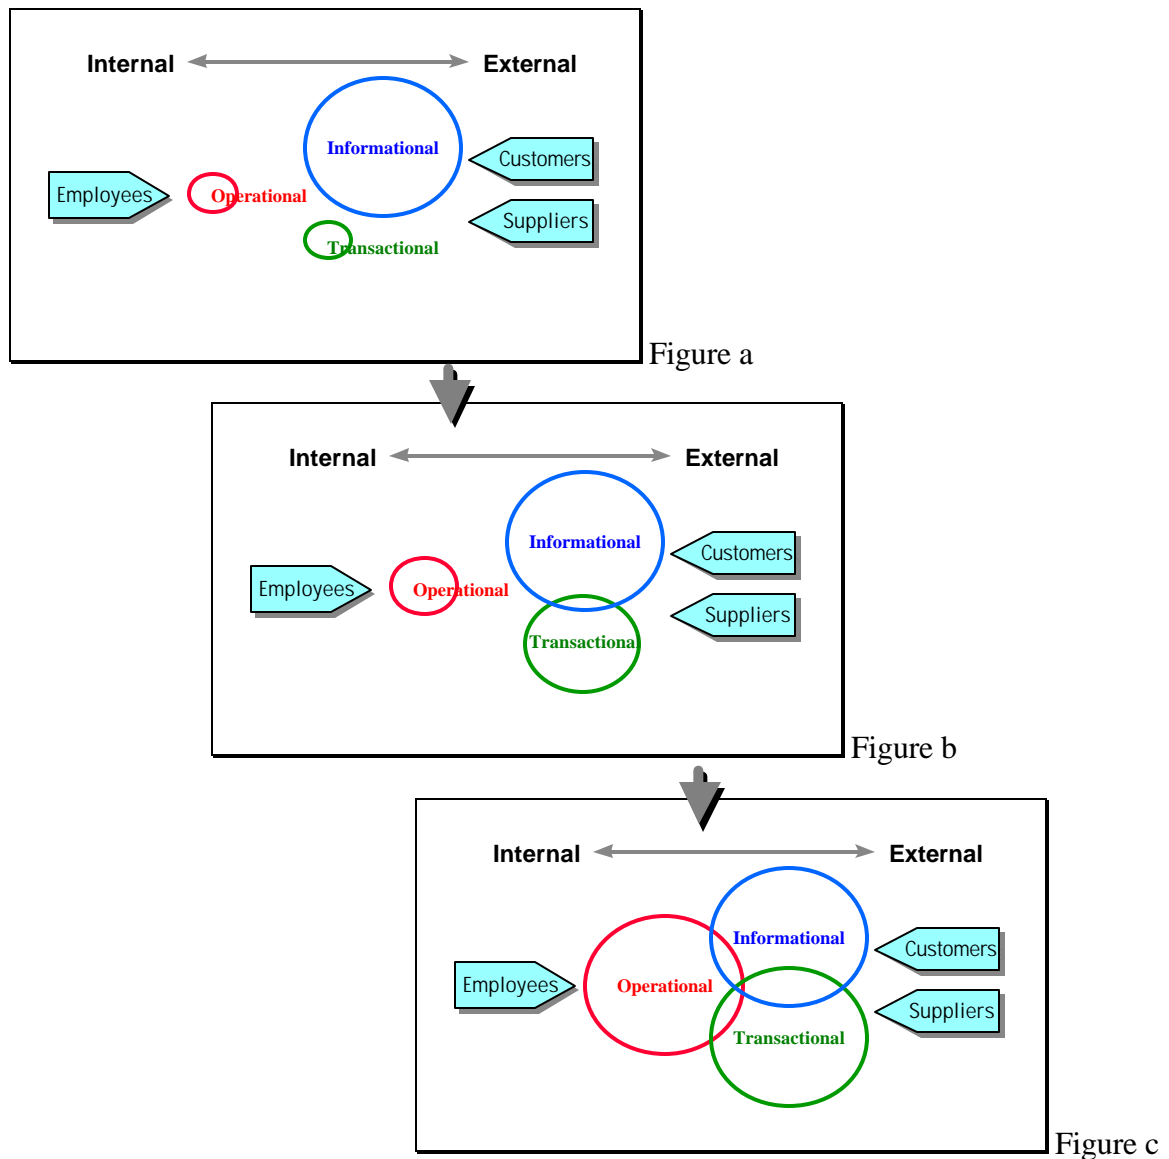 Internal External
Informational
Customers
Employees
Operational
Suppliers
Transactional
Figure a
Internal External
Informational
Customers
Employees
Operational
Suppliers
Transactional
Figure b
Internal External
Informational
Customers
Employees
Operational
Suppliers
Transactional
Figure c